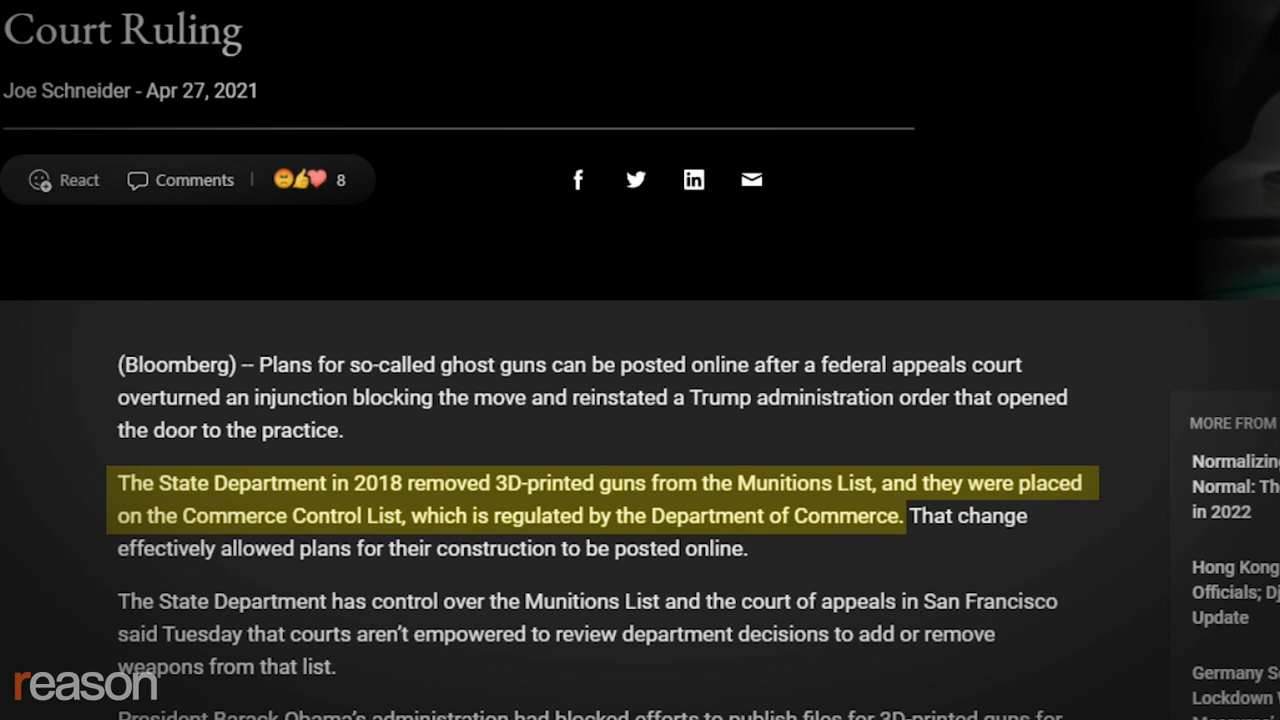 Court Ruling
Joe Schneider - Apr 27, 2021
React Comments 8
(Bloomberg) – Plans for so-called ghost guns can be posted online after a federal appeals court
overturned an injunction blocking the move and reinstated a Trump administration order that opened
the door to the practice.
The State Department in 2018 removed 3D-printed guns from the Munitions List, and they were placed
on the Commerce Control List, which is regulated by the Department of Commerce. That change
effectively allowed plans for their construction to be posted online.
The State Department has control over the Munitions List and the court of appeals in San Francisco
said Tuesday that courts aren't empowered to review department decisions to add or remove
weapons from that list.
President Barack Obama's administration had blocked efforts to publish files for 3D-printed guns for
MORE FROM
Normalizing
Normal: Th
in 2022
Hong Kong
Officials; Dj
Update
Germany Se
Lockdown
reason